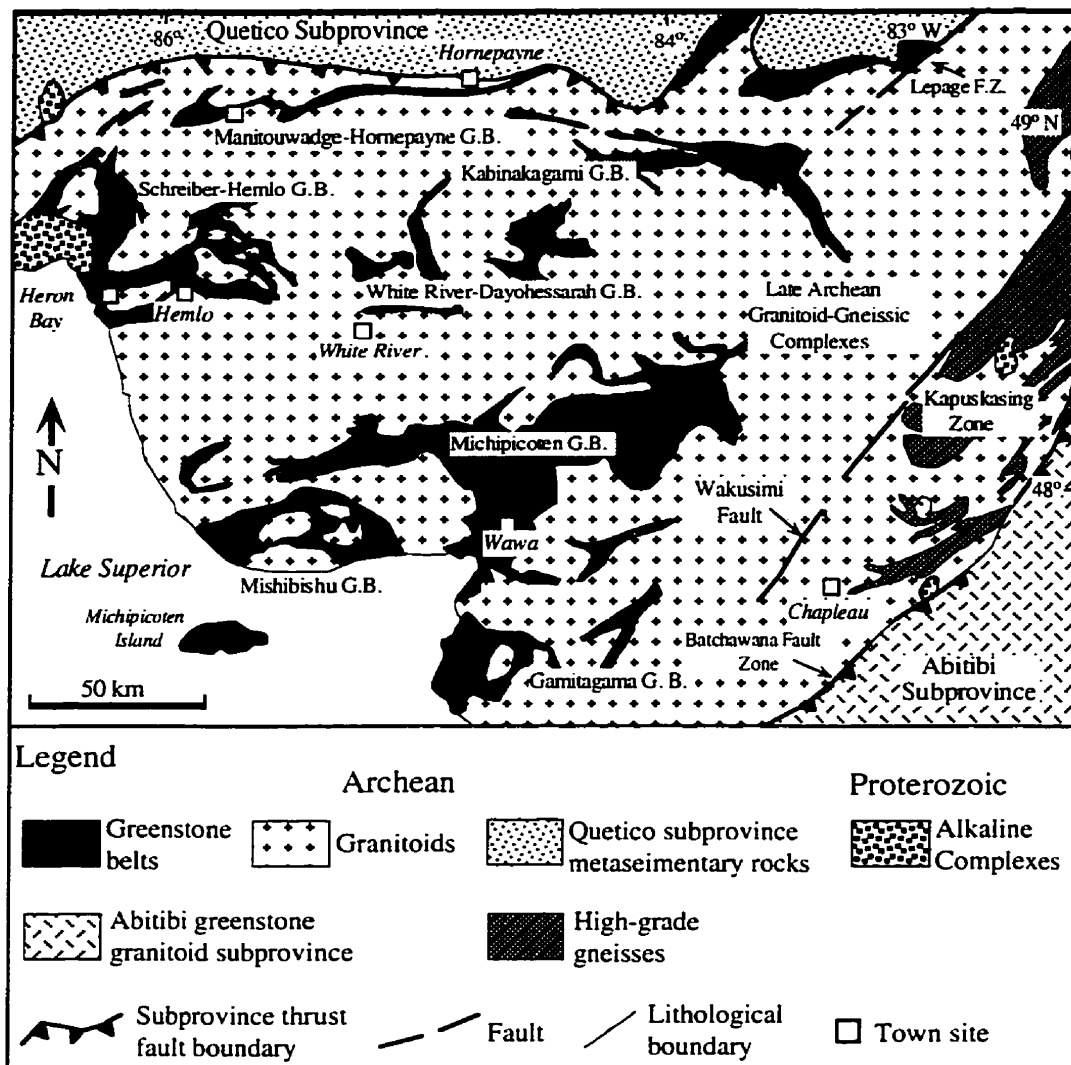 Quetico Subprovince
86°
Hornepayne
84°
83° W
Lepage F.Z.
49° N
Manitouwadge-Hornepayne G.B.
Kabinakagami G.B.
Schreiber-Hemlo G.B.
Heron
Bay
Hemlo
White River-Dayohessarah G.B.
White River
Late Archean
Granitoid-Gneissic
Complexes
Kapuskasing
Zone
N
Michipicoten G.B.
Wakusimi
Fault
48°
Wawa
Lake Superior
Mishibishu G.B.
Chapleau
Michipicoten
Island
Batchawana Fault
Zone
Abitibi
Subprovince
Gamitagama G. B.
50 km
Legend
Archean
Proterozoic
Greenstone
belts
Granitoids
Quetico subprovince
metaseimentary rocks
Alkaline
Complexes
Abitibi greenstone
granitoid subprovince
High-grade
gneisses
Subprovince thrust
fault boundary
Fault
Lithological
boundary
Town site